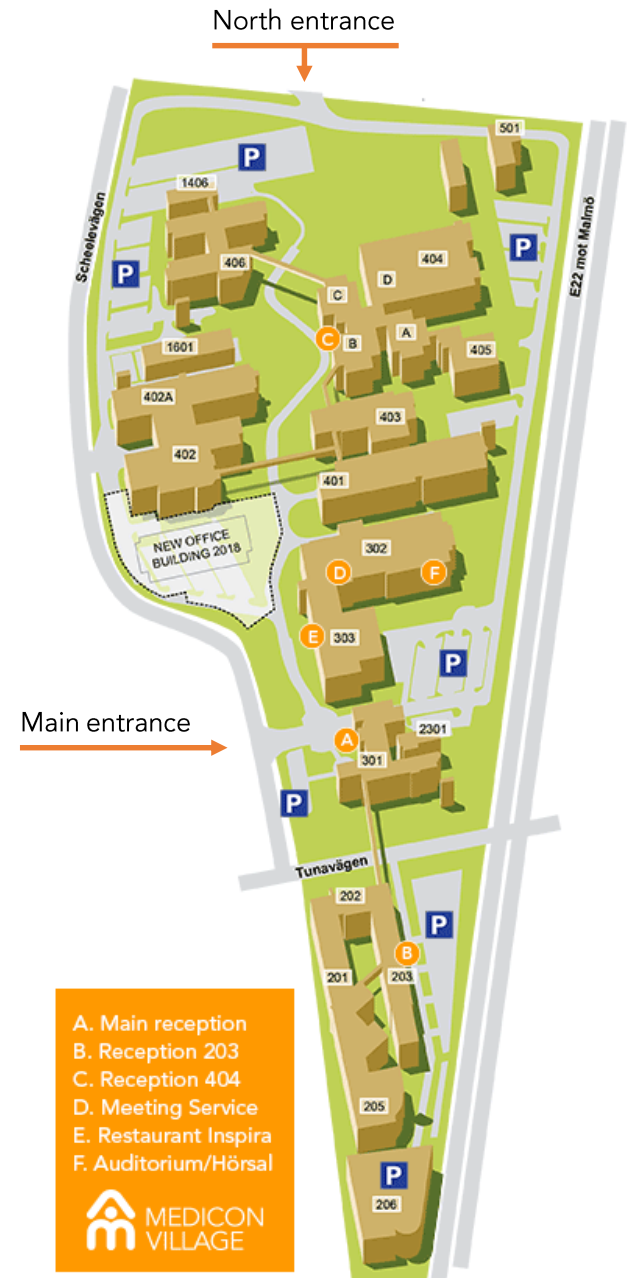 North entrance
501
P
1406
Scheelevägen
E22 mot Malmö
P
P
406
404
D
C
C
B
A
405
1601
402A
403
402
401
NEW OFFICE
BUILDING 2018
302
D
F
E
303
P
Main entrance
A
2301
301
P
Tunavägen
202
P
B
201
203
205
P
206
A. Main reception
B. Reception 203
C. Reception 404
D. Meeting Service
E. Restaurant Inspira
F. Auditorium/Hörsal
MEDICON
VILLAGE